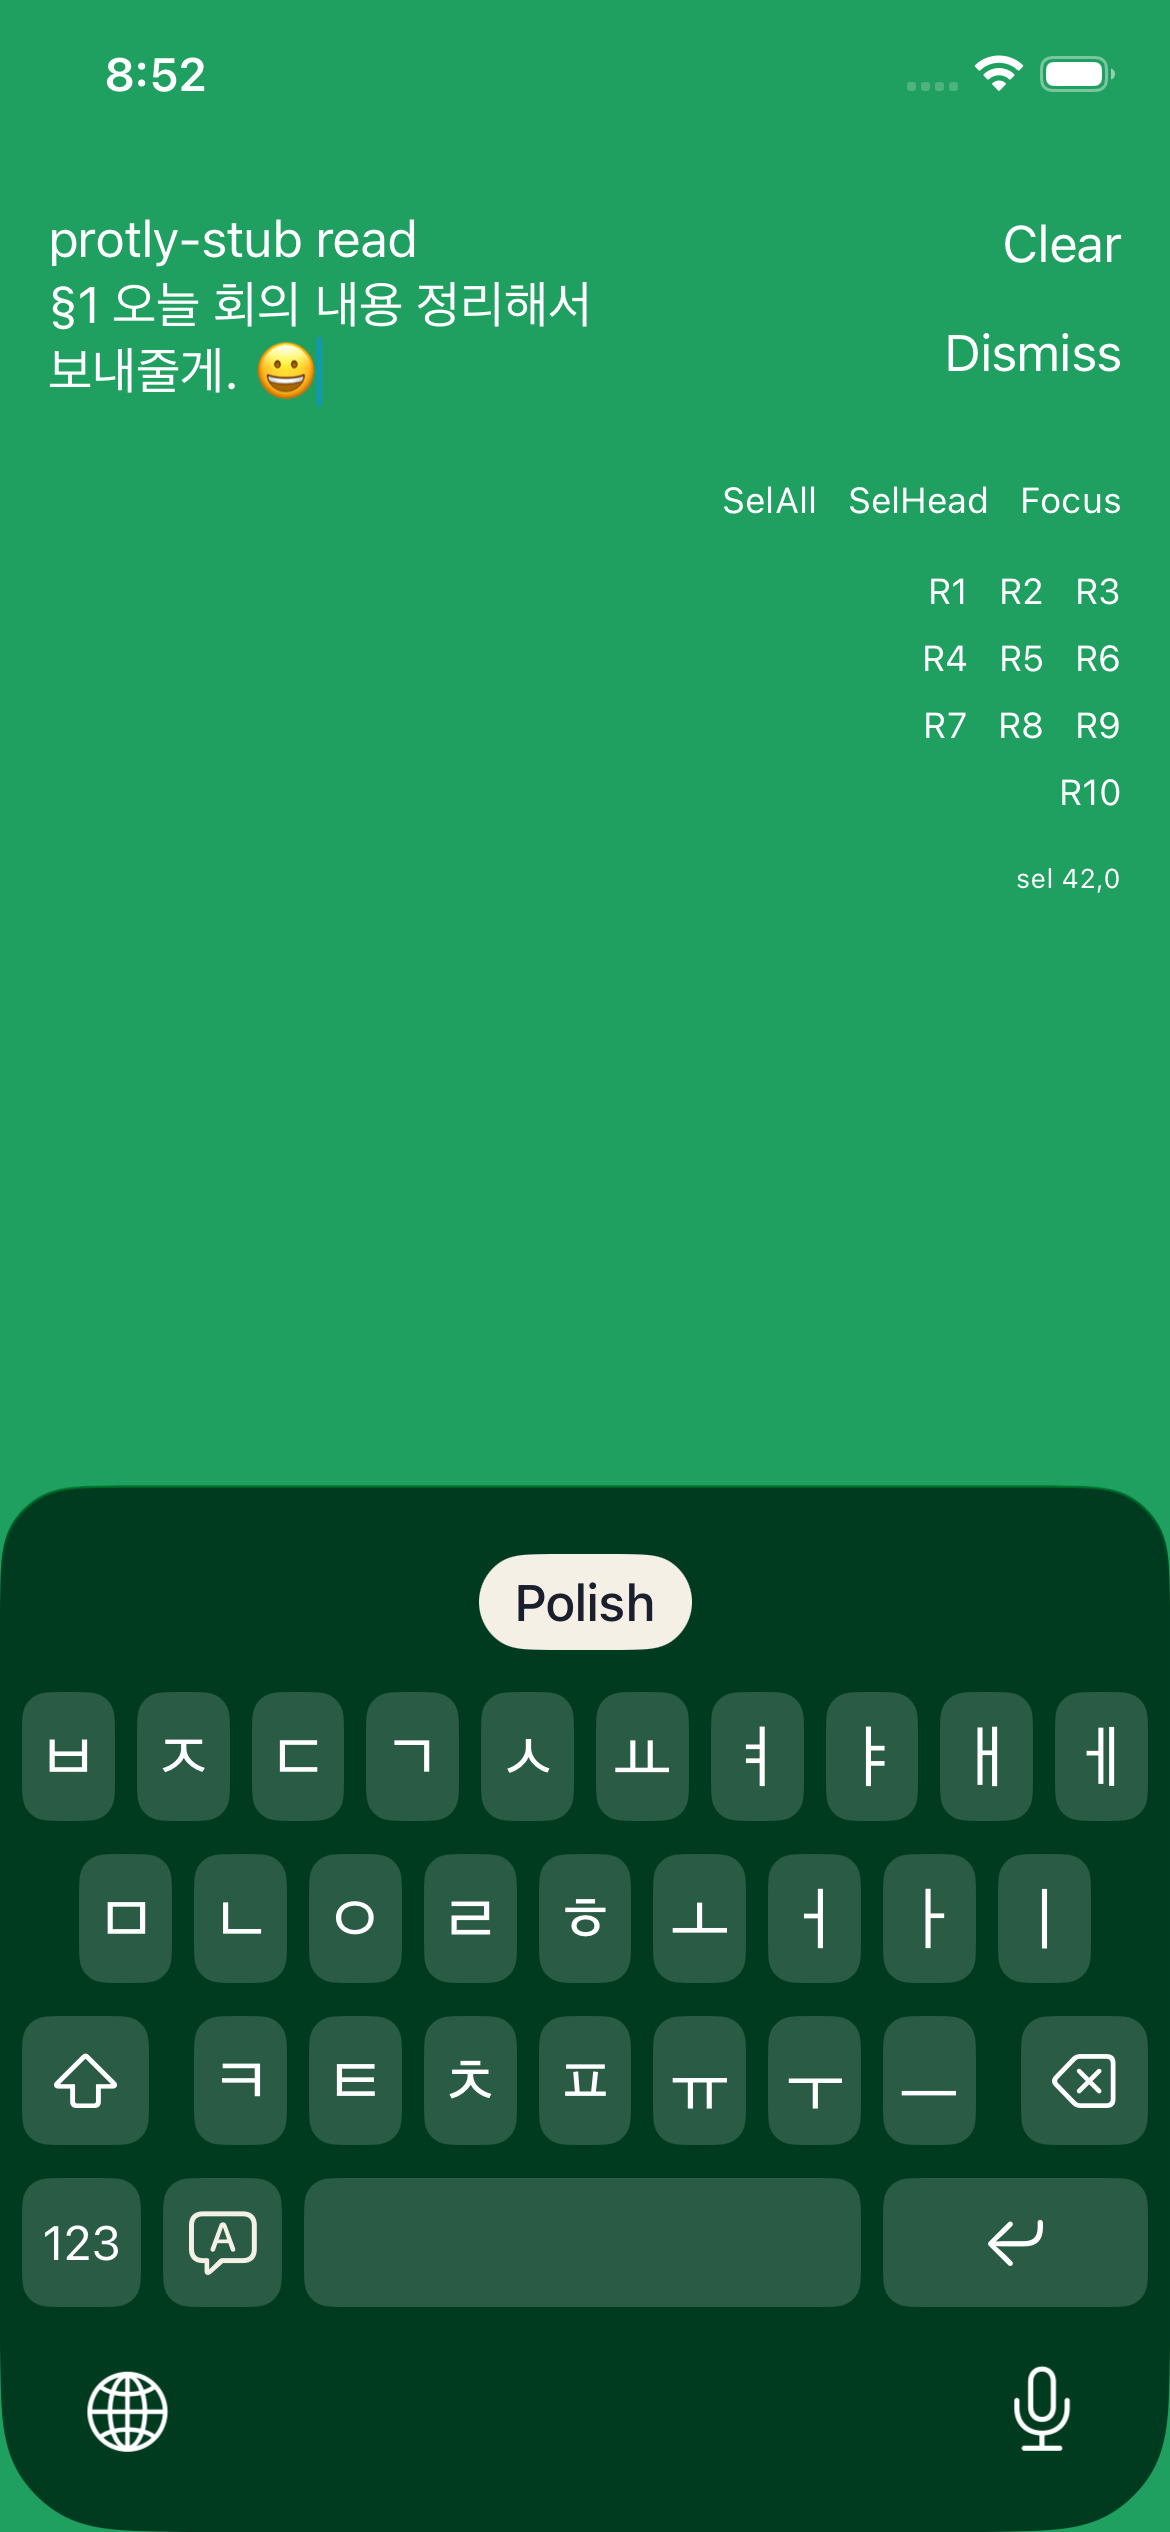 8:52
protly-stub read
§1 오늘 회의 내용 정리해서
보내줄게. 😀
Clear
Dismiss
SelAll SelHead Focus
R1 R2 R3
R4 R5 R6
R7 R8 R9
R10
sel 42,0
Polish
ㅂ ㅈ ㄷ ㄱ ㅅ ㅛ ㅕ ㅑ ㅐ ㅔ
ㅁ ㄴ ㅇ ㄹ ㅎ ㅗ ㅓ ㅏ ㅣ
ㅋ ㅌ ㅊ ㅍ ㅠ ㅜ ㅡ
123 A